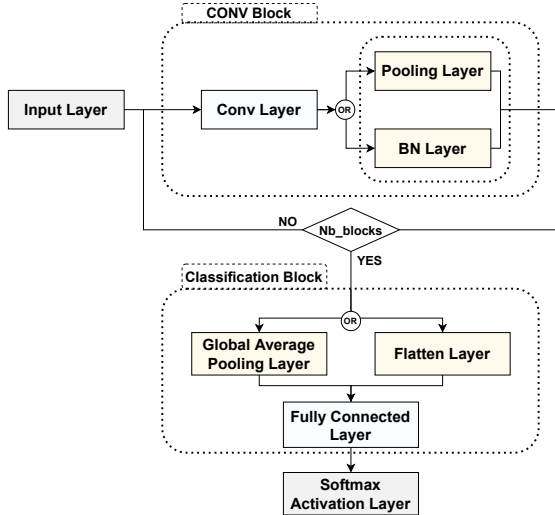 CONV Block
Pooling Layer
Input Layer
Conv Layer
OR
BN Layer
NO
Nb_blocks
YES
Classification Block
OR
Global Average
Pooling Layer
Flatten Layer
Fully Connected
Layer
Softmax
Activation Layer